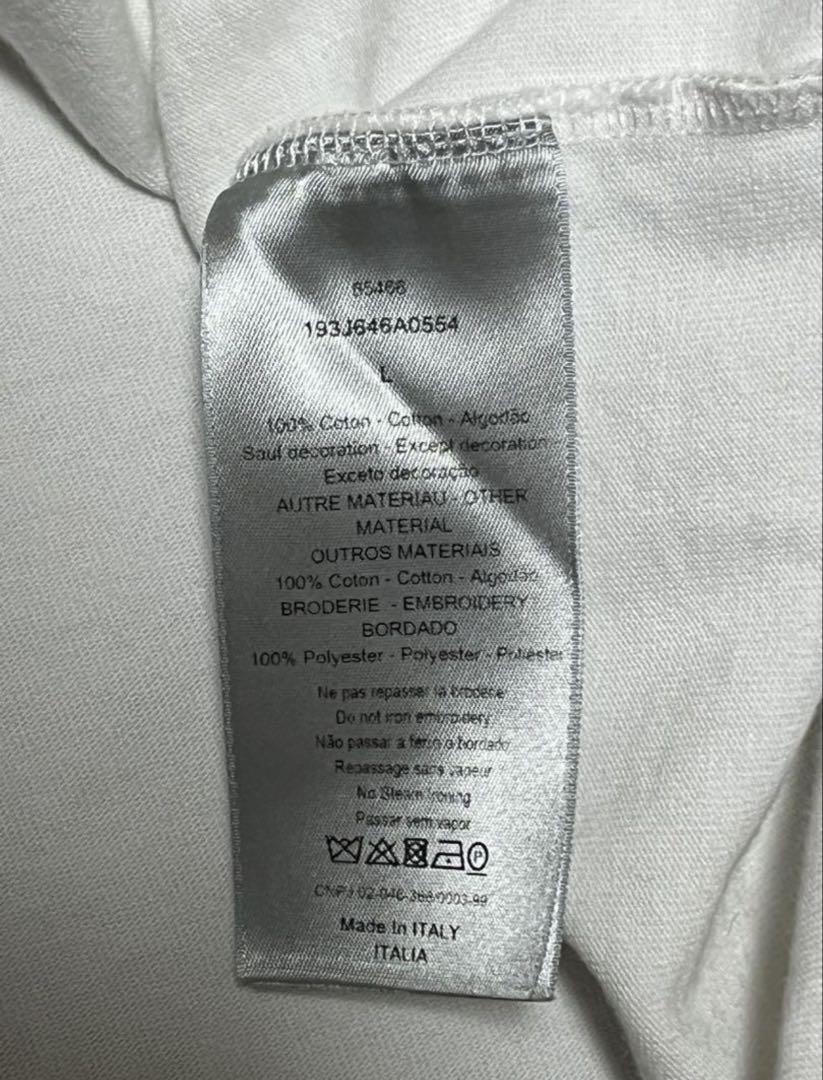 65466
193J646A0554
L
100% Coton - Cotton - Algodão
Sauf decoration - Except decoration -
Exceto decoração
AUTRE MATERIAU - OTHER
MATERIAL
OUTROS MATERIAIS
100% Coton - Cotton - Algodão
BRODERIE - EMBROIDERY
BORDADO
100% Polyester - Polyester - Poliester
Ne pas repasser la broderie
Do not iron embroidery
Não passar a ferro o bordado
Repassage sans vapeur
No Steam Ironing
Passar sem vapor
P
CNPJ
Made In ITALY
ITALIA